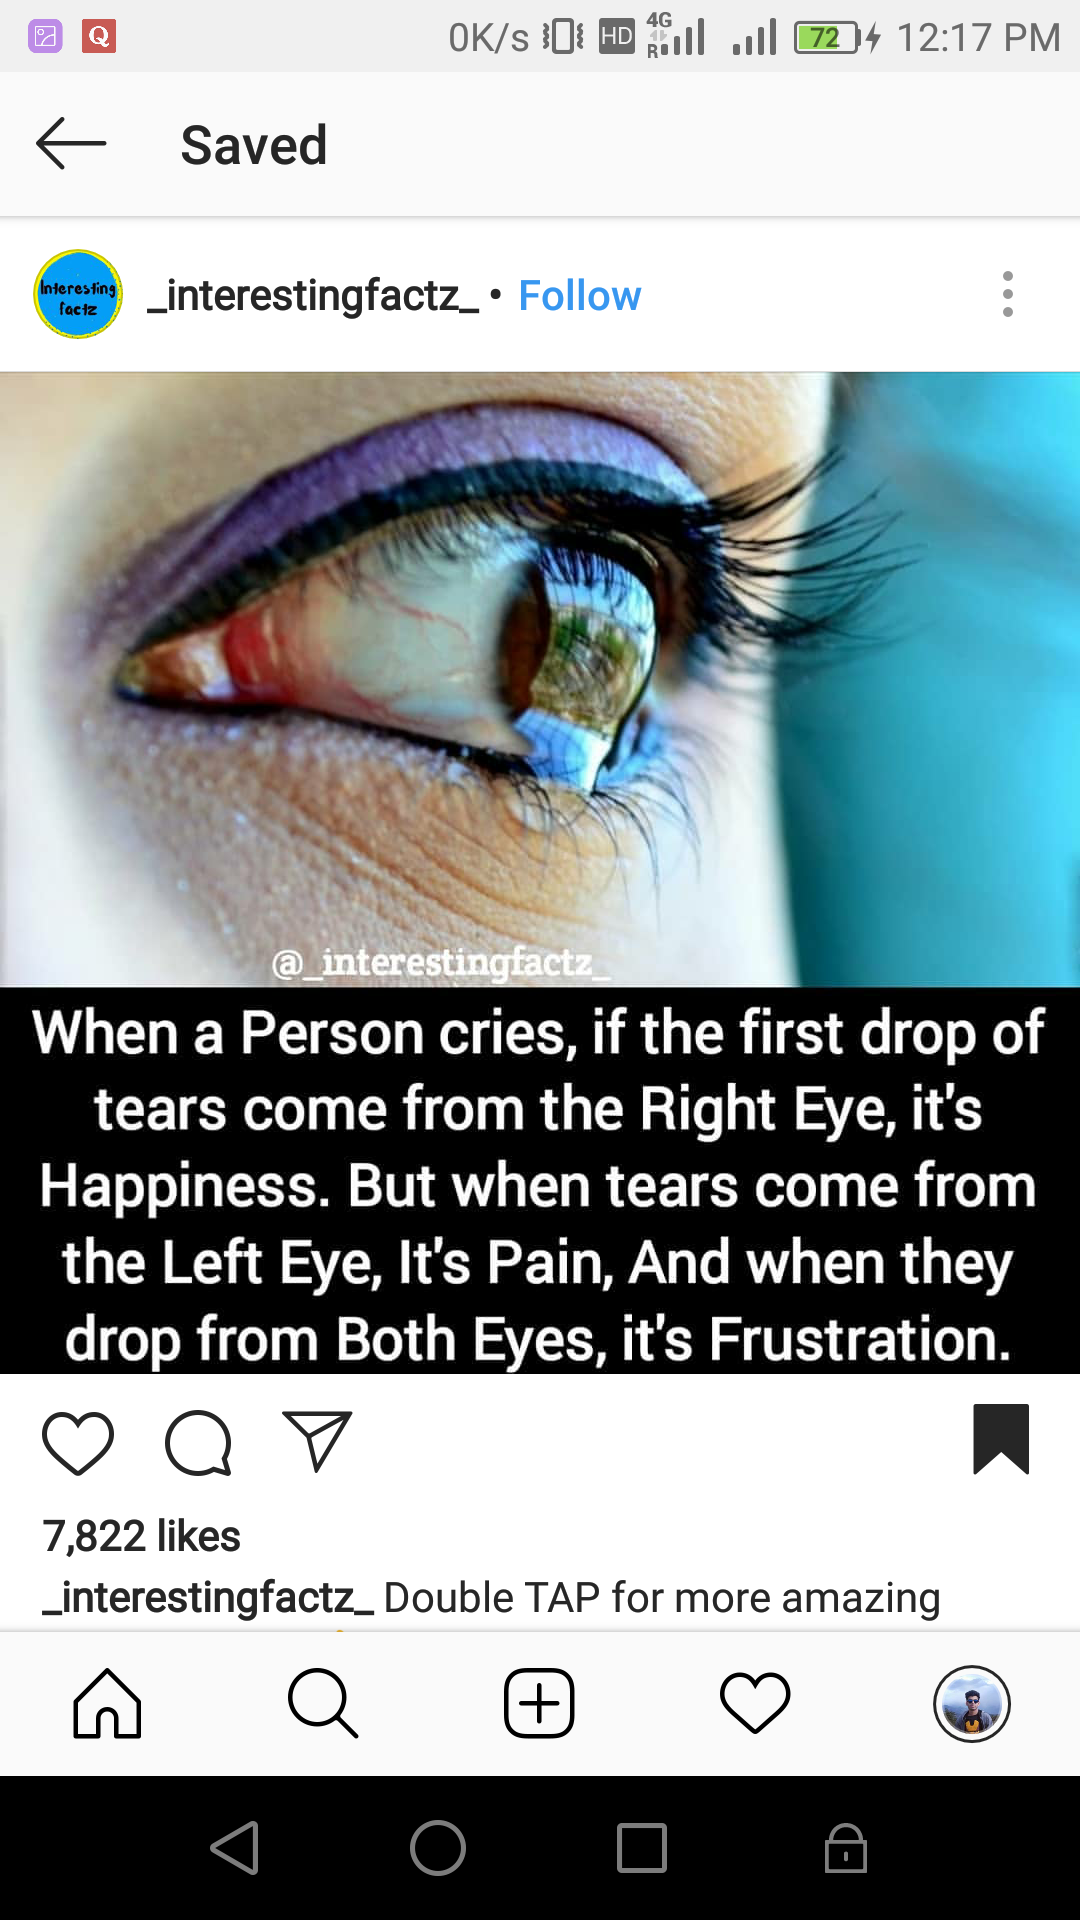 0K/s HD 4G R 72 12:17 PM
Saved
Interesting
factz
_interestingfactz_ • Follow
@_interestingfactz_
When a Person cries, if the first drop of
tears come from the Right Eye, it's
Happiness. But when tears come from
the Left Eye, It's Pain, And when they
drop from Both Eyes, it's Frustration.
7,822 likes
_interestingfactz_ Double TAP for more amazing